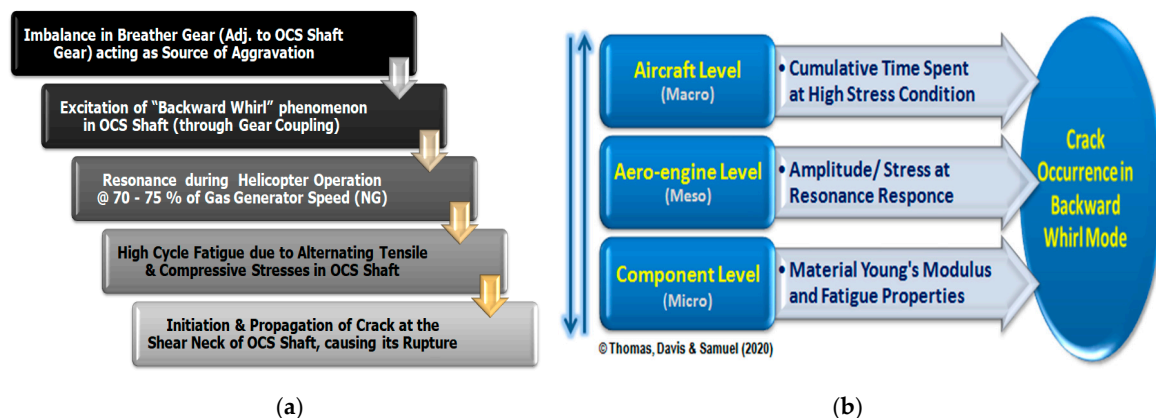 Imbalance in Breather Gear (Adj. to OCS Shaft
Gear) acting as Source of Aggravation
Excitation of “Backward Whirl” phenomenon
in OCS Shaft (through Gear Coupling)
Resonance during Helicopter Operation
@ 70 - 75 % of Gas Generator Speed (NG)
High Cycle Fatigue due to Alternating Tensile
& Compressive Stresses in OCS Shaft
Initiation & Propagation of Crack at the
Shear Neck of OCS Shaft, causing its Rupture
(a)
Aircraft Level
(Macro)
• Cumulative Time Spent
at High Stress Condition
Aero-engine Level
(Meso)
• Amplitude/ Stress at
Resonance Responce
Component Level
(Micro)
• Material Young's Modulus
and Fatigue Properties
Crack
Occurrence in
Backward
Whirl Mode
© Thomas, Davis & Samuel (2020)
(b)